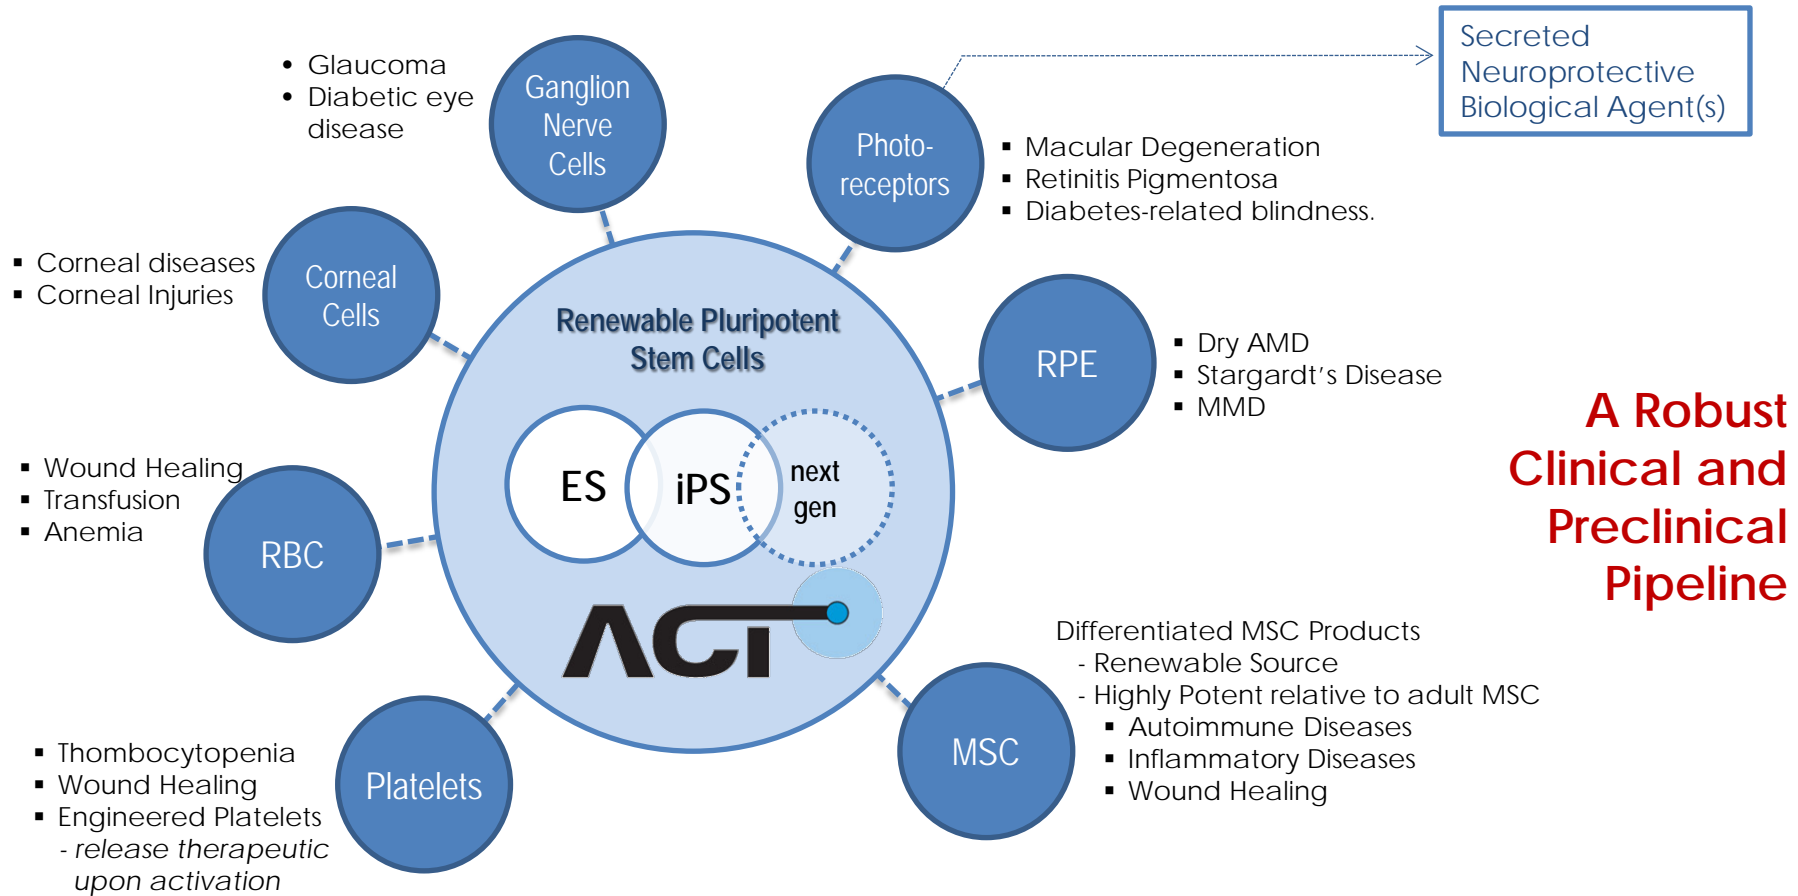 Secreted
Neuroprotective
Biological Agent(s)
• Glaucoma
• Diabetic eye
disease
Ganglion
Nerve
Cells
Photo-
receptors
▪ Macular Degeneration
▪ Retinitis Pigmentosa
▪ Diabetes-related blindness.
▪ Corneal diseases
▪ Corneal Injuries
Corneal
Cells
Renewable Pluripotent
Stem Cells
RPE
▪ Dry AMD
▪ Stargardt's Disease
▪ MMD
A Robust
Clinical and
Preclinical
Pipeline
▪ Wound Healing
▪ Transfusion
▪ Anemia
RBC
ES
iPS
next
gen
ACT
Differentiated MSC Products
- Renewable Source
- Highly Potent relative to adult MSC
▪ Autoimmune Diseases
▪ Inflammatory Diseases
▪ Wound Healing
MSC
▪ Thombocytopenia
▪ Wound Healing
▪ Engineered Platelets
- release therapeutic
upon activation
Platelets